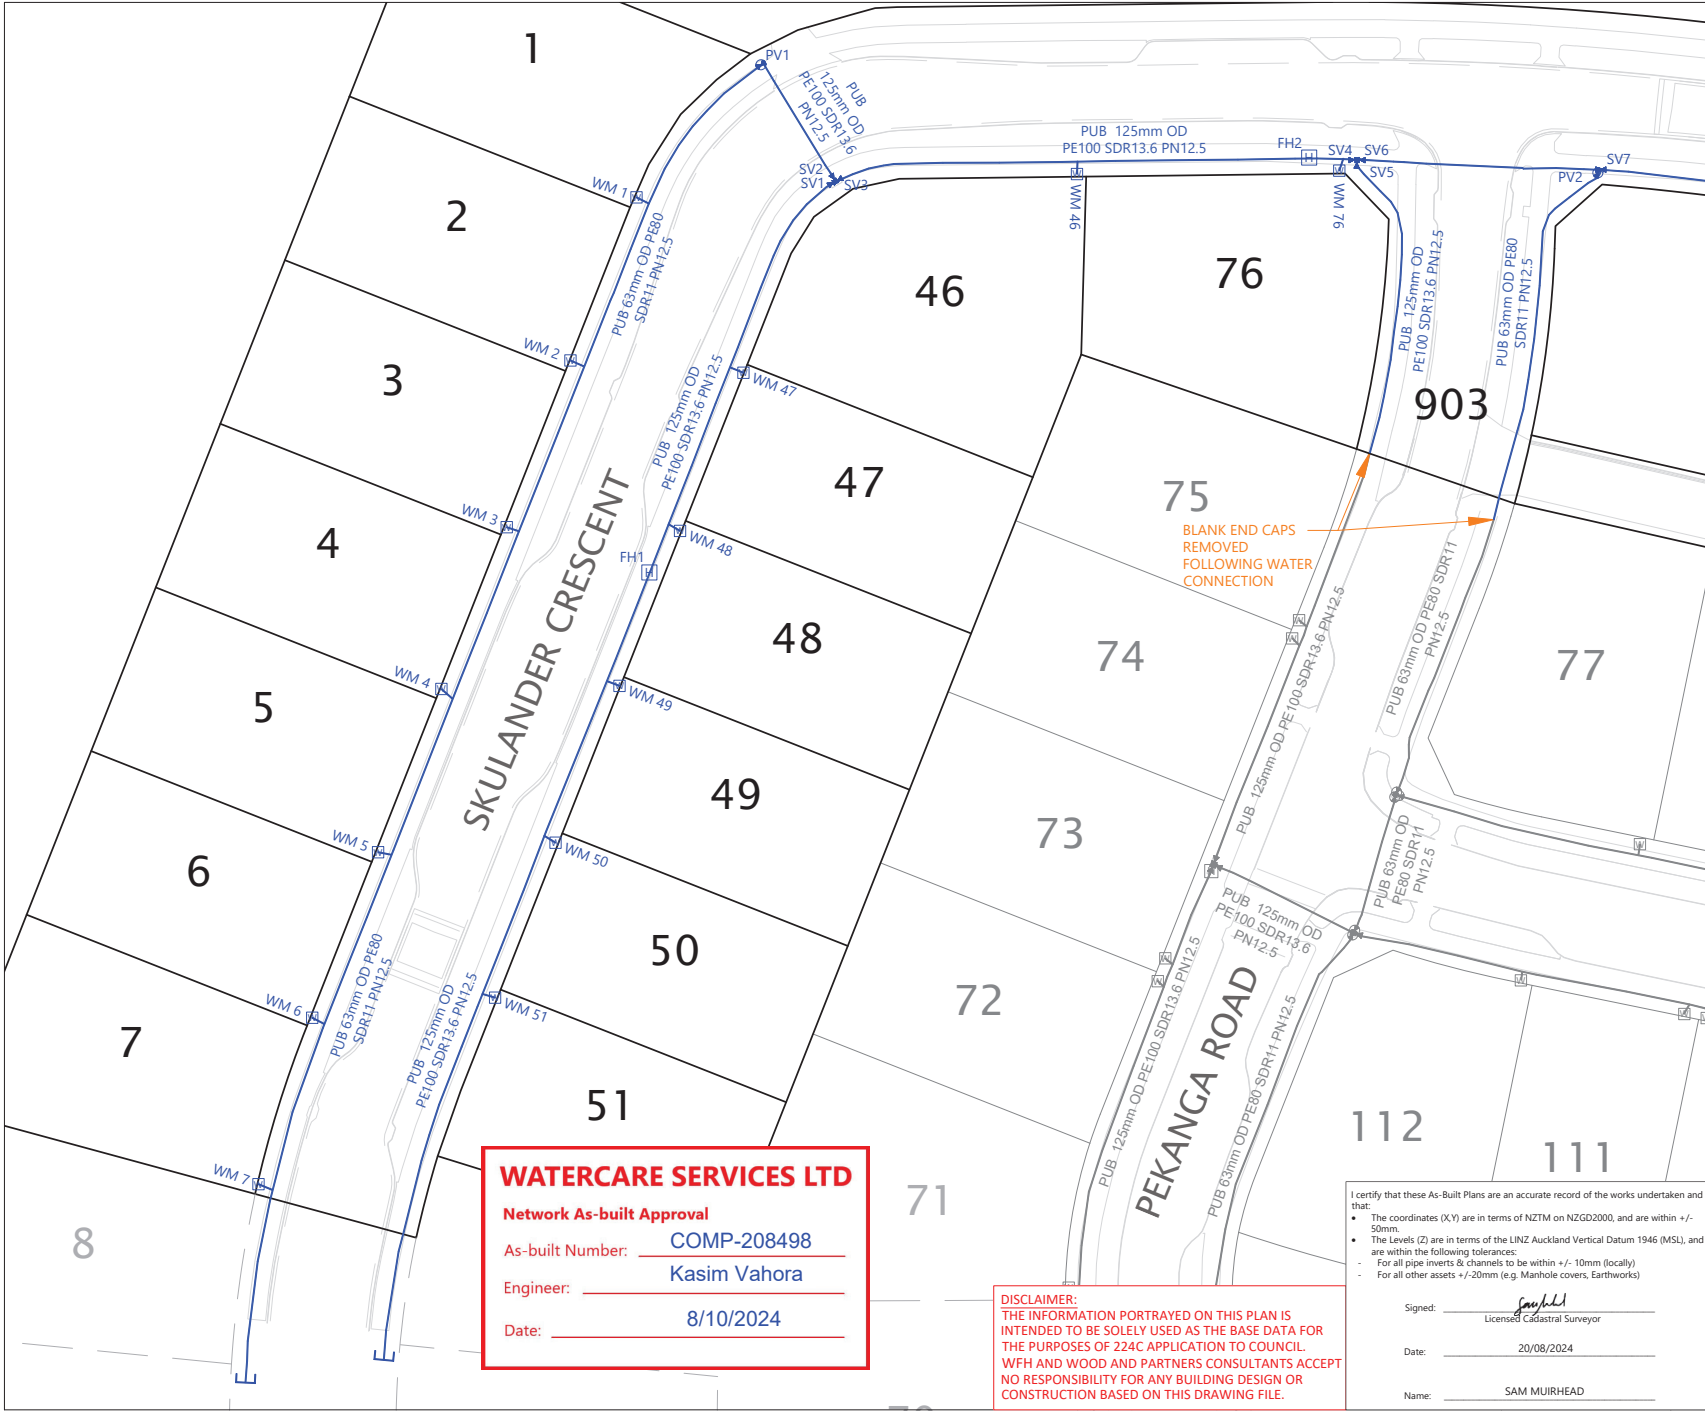 1
2
3
4
5
6
7
8
46
47
48
49
50
51
76
75
74
73
72
71
77
903
112
111
PV1
PUB
125mm OD
PE100 SDR13.6
PN12.5
SV2
SV1
SV3
PUB 125mm OD
PE100 SDR13.6 PN12.5
FH2
H
SV4
SV6
SV5
SV7
PV2
W
WM 46
W
WM 76
WM 1
W
WM 2
W
WM 3
W
WM 4
W
WM 5
W
WM 6
W
WM 7
W
PUB 63mm OD PE80
SDR11 PN12.5
PUB 125mm OD
PE100 SDR13.6 PN12.5
W
WM 47
W
WM 48
FH1
H
W
WM 49
W
WM 50
W
WM 51
SKULANDER CRESCENT
PUB 63mm OD PE80
SDR11 PN12.5
PUB 125mm OD
PE100 SDR13.6 PN12.5
PUB 125mm OD
PE100 SDR13.6 PN12.5
PUB 63mm OD PE80
SDR11 PN12.5
BLANK END CAPS
REMOVED
FOLLOWING WATER
CONNECTION
W
W
PUB 125mm OD PE100 SDR13.6 PN12.5
PUB 63mm OD PE80 SDR11
PN12.5
PUB 63mm OD
PE80 SDR11
PN12.5
PUB 125mm OD
PE100 SDR13.6
PN12.5
W
W
W
W
W
PUB 125mm OD PE100 SDR13.6 PN12.5
PUB 63mm OD PE80 SDR11 PN12.5
PEKANGA ROAD
WATERCARE SERVICES LTD
Network As-built Approval
As-built Number: COMP-208498
Engineer: Kasim Vahora
Date: 8/10/2024
DISCLAIMER:
THE INFORMATION PORTRAYED ON THIS PLAN IS
INTENDED TO BE SOLELY USED AS THE BASE DATA FOR
THE PURPOSES OF 224C APPLICATION TO COUNCIL.
WFH AND WOOD AND PARTNERS CONSULTANTS ACCEPT
NO RESPONSIBILITY FOR ANY BUILDING DESIGN OR
CONSTRUCTION BASED ON THIS DRAWING FILE.
I certify that these As-Built Plans are an accurate record of the works undertaken and
that:
• The coordinates (X,Y) are in terms of NZTM on NZGD2000, and are within +/-
50mm.
• The Levels (Z) are in terms of the LINZ Auckland Vertical Datum 1946 (MSL), and
are within the following tolerances:
- For all pipe inverts & channels to be within +/- 10mm (locally)
- For all other assets +/-20mm (e.g. Manhole covers, Earthworks)
Signed:
Licensed Cadastral Surveyor
Date: 20/08/2024
Name: SAM MUIRHEAD